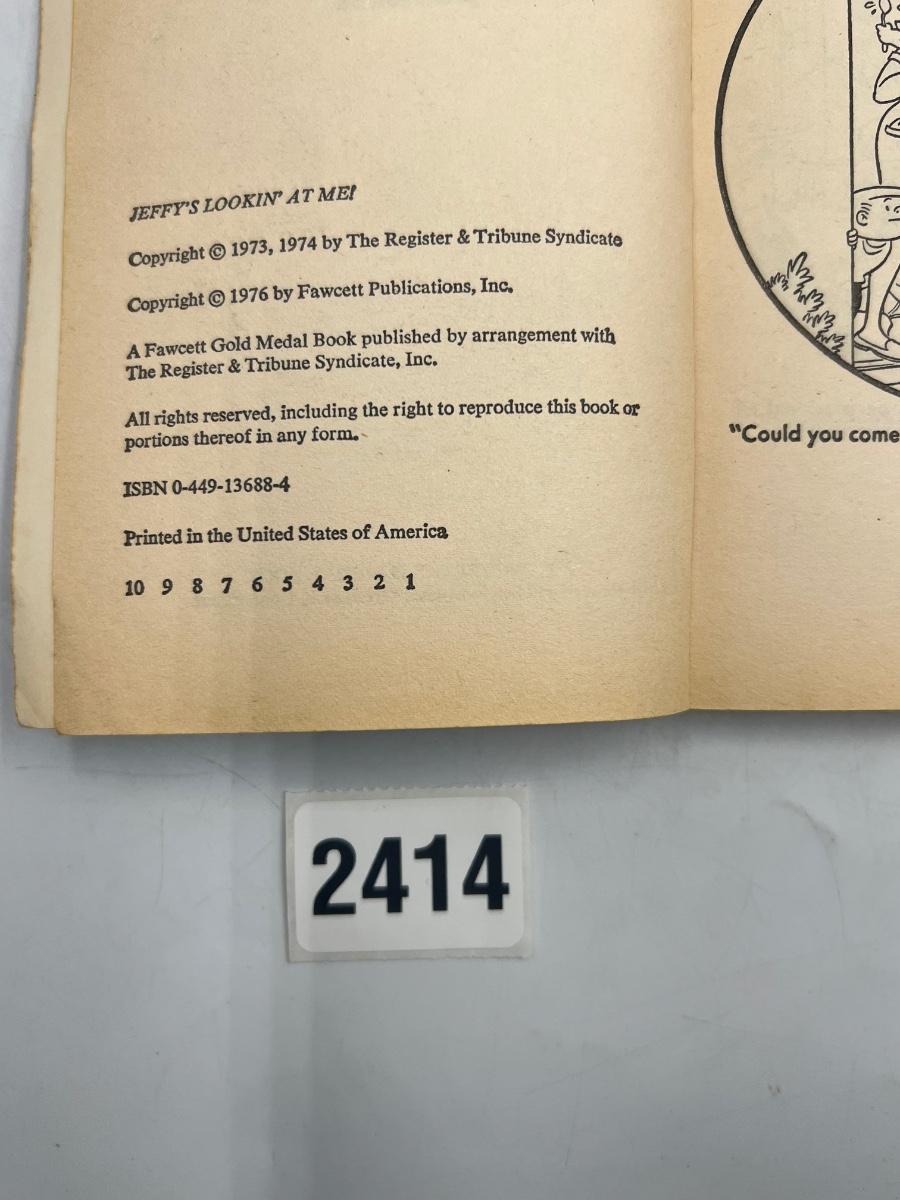 JEFFY'S LOOKIN' AT ME!
Copyright © 1973, 1974 by The Register & Tribune Syndicate
Copyright © 1976 by Fawcett Publications, Inc.
A Fawcett Gold Medal Book published by arrangement with
The Register & Tribune Syndicate, Inc.
All rights reserved, including the right to reproduce this book or
portions thereof in any form.
ISBN 0-449-13688-4
Printed in the United States of America
10 9 8 7 6 5 4 3 2 1
"Could you come
2414